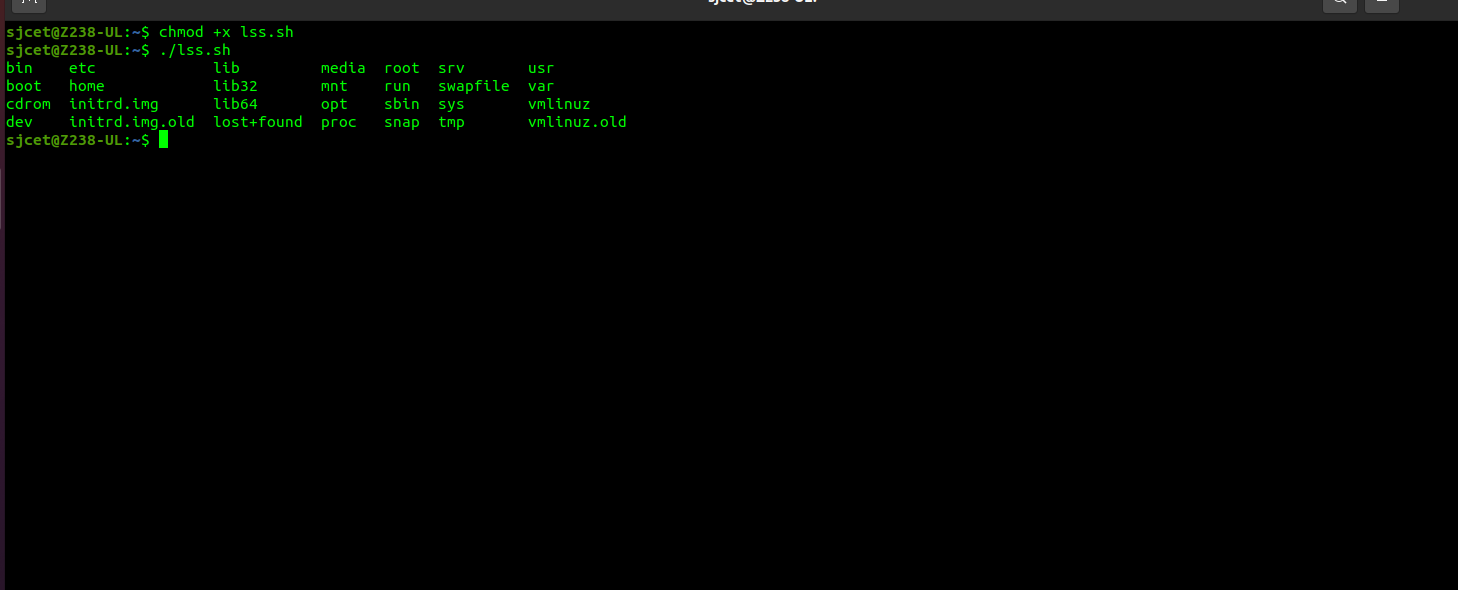 sjcet@Z238-UL:~$ chmod +x lss.sh
sjcet@Z238-UL:~$ ./lss.sh
bin    etc             lib         media  root  srv       usr
boot   home            lib32       mnt    run   swapfile  var
cdrom  initrd.img      lib64       opt    sbin  sys       vmlinuz
dev    initrd.img.old  lost+found  proc   snap  tmp       vmlinuz.old
sjcet@Z238-UL:~$